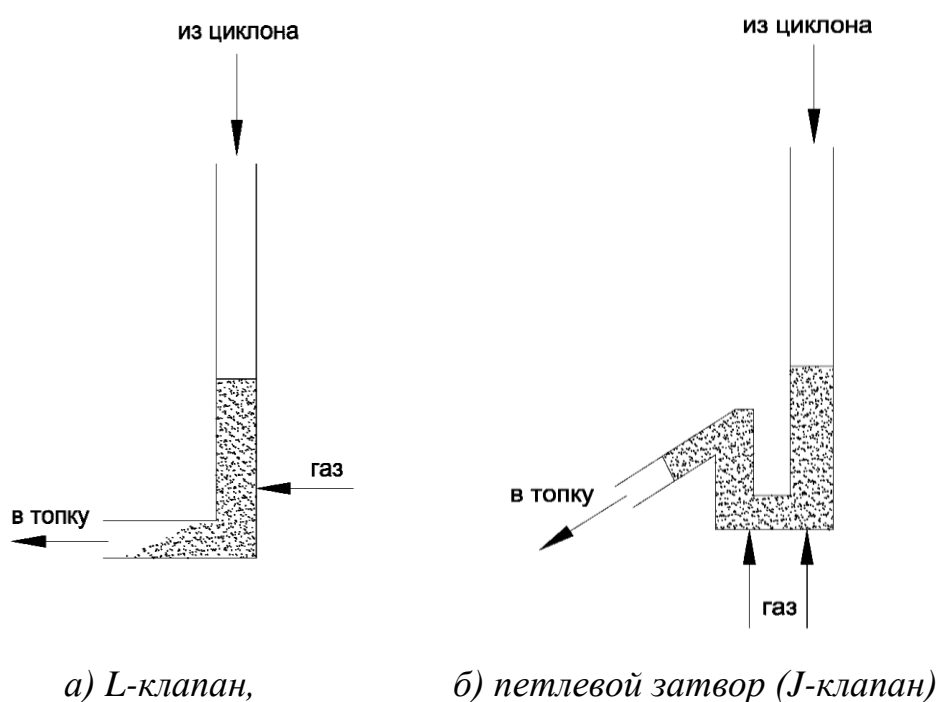 из циклона
газ
в топку
а) L-клапан,
из циклона
в топку
газ
б) петлевой затвор (J-клапан)